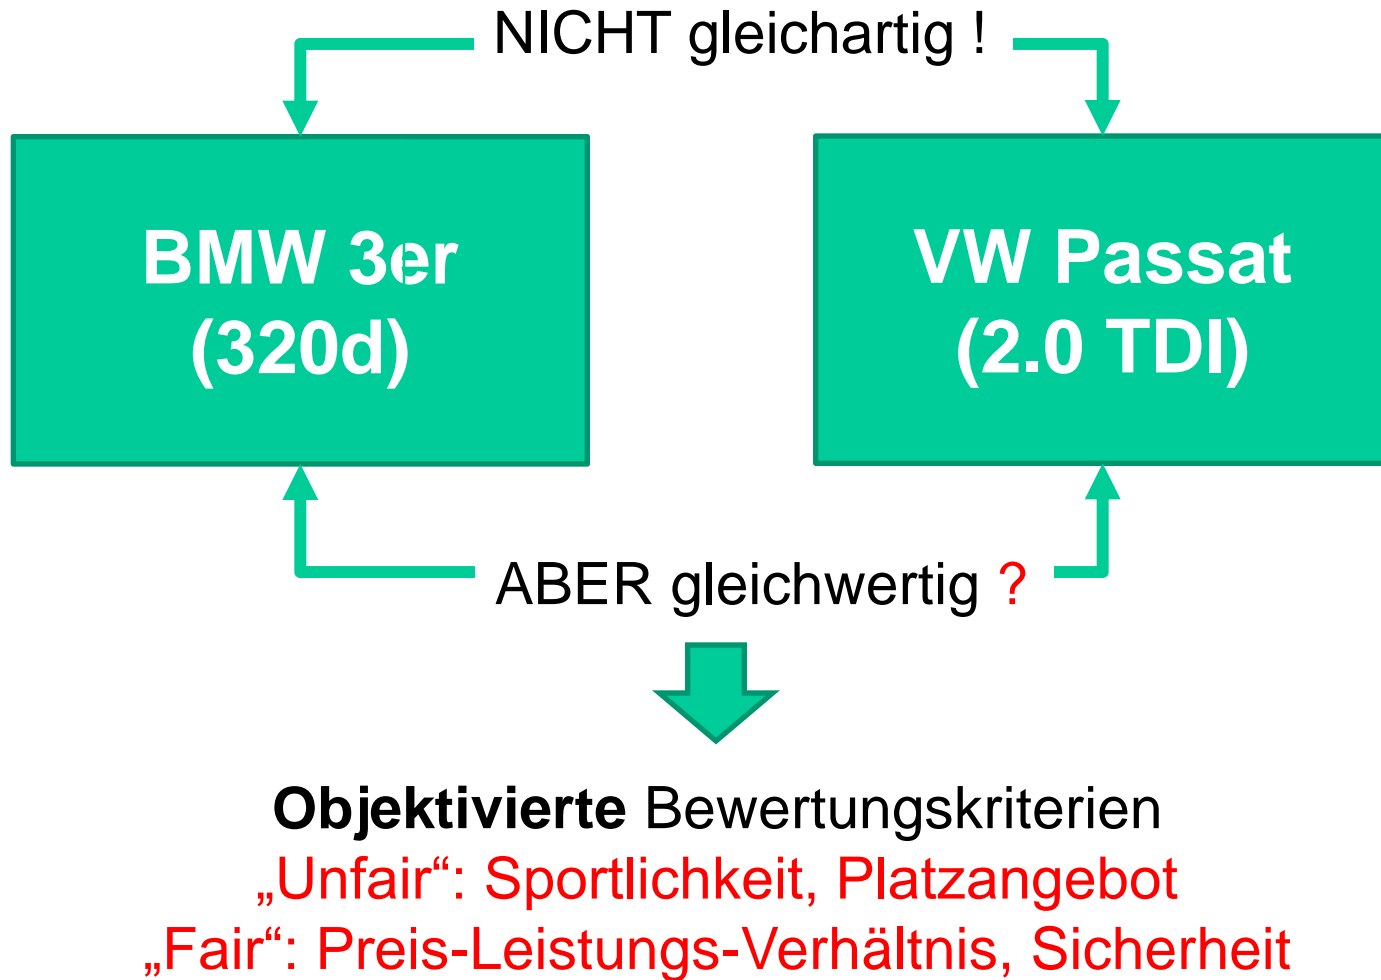 NICHT gleichartig !
BMW 3er
(320d)
VW Passat
(2.0 TDI)
ABER gleichwertig ?
Objektivierte Bewertungskriterien
„Unfair“: Sportlichkeit, Platzangebot
„Fair“: Preis-Leistungs-Verhältnis, Sicherheit